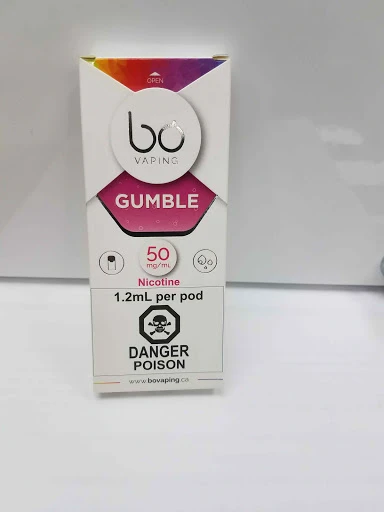 OPEN
bo
VAPING
GUMBLE
50
mg/mL
Nicotine
1.2mL per pod
DANGER
POISON
www.bovaping.ca